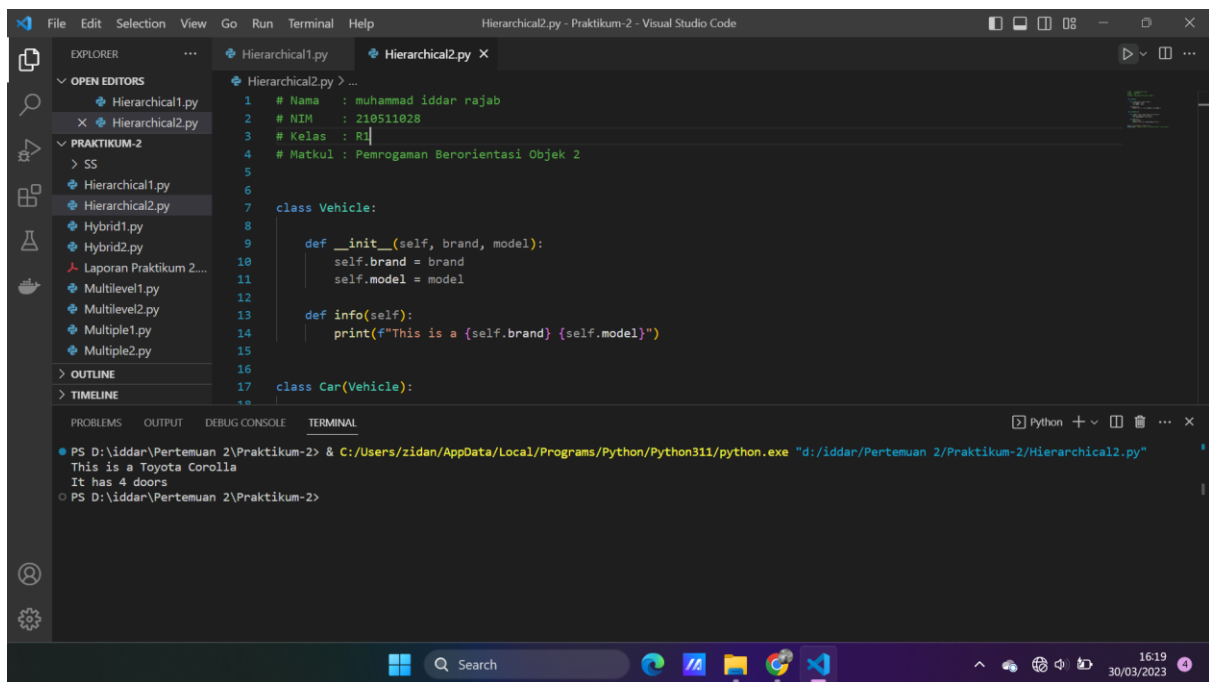 File Edit Selection View Go Run Terminal Help Hierarchical2.py - Praktikum-2 - Visual Studio Code
EXPLORER ···
OPEN EDITORS
Hierarchical1.py
Hierarchical2.py
PRAKTIKUM-2
SS
Hierarchical1.py
Hierarchical2.py
Hybrid1.py
Hybrid2.py
Laporan Praktikum 2....
Multilevel1.py
Multilevel2.py
Multiple1.py
Multiple2.py
OUTLINE
TIMELINE
Hierarchical1.py Hierarchical2.py
Hierarchical2.py > ...
1 # Nama : muhammad iddar rajab
2 # NIM : 210511028
3 # Kelas : R1
4 # Matkul : Pemrogaman Berorientasi Objek 2
5
6
7 class Vehicle:
8
9 def __init__(self, brand, model):
10 self.brand = brand
11 self.model = model
12
13 def info(self):
14 print(f"This is a {self.brand} {self.model}")
15
16
17 class Car(Vehicle):
18
PROBLEMS OUTPUT DEBUG CONSOLE TERMINAL Python
PS D:\iddar\Pertemuan 2\Praktikum-2> & C:/Users/zidan/AppData/Local/Programs/Python/Python311/python.exe "d:/iddar/Pertemuan 2/Praktikum-2/Hierarchical2.py"
This is a Toyota Corolla
It has 4 doors
PS D:\iddar\Pertemuan 2\Praktikum-2>
Search
16:19
30/03/2023
4